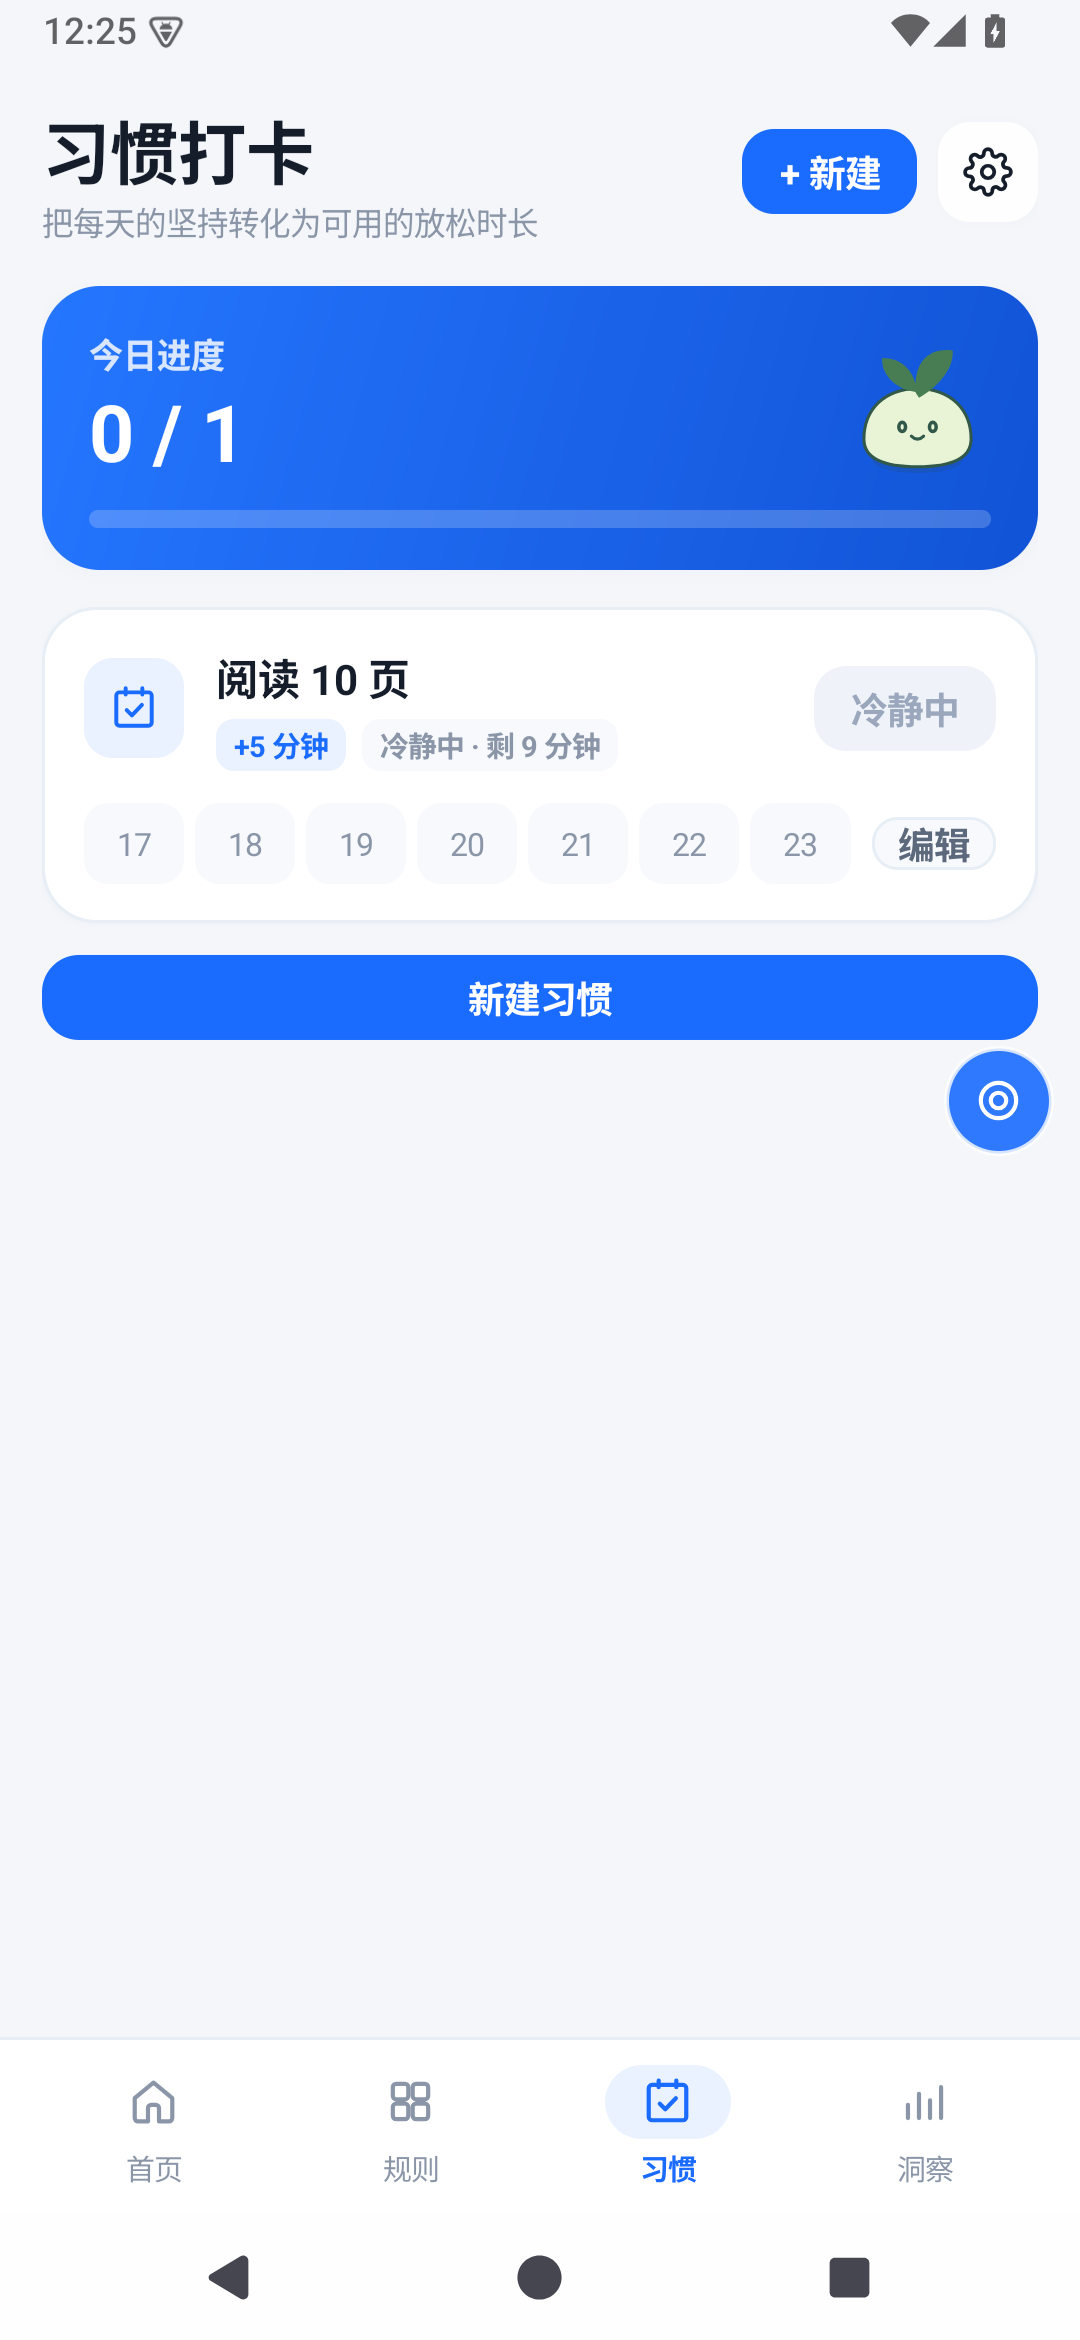 12:25
习惯打卡
把每天的坚持转化为可用的放松时长
+ 新建
今日进度
0 / 1
阅读 10 页
+5 分钟
冷静中 · 剩 9 分钟
冷静中
17 18 19 20 21 22 23
编辑
新建习惯
首页 规则 习惯 洞察